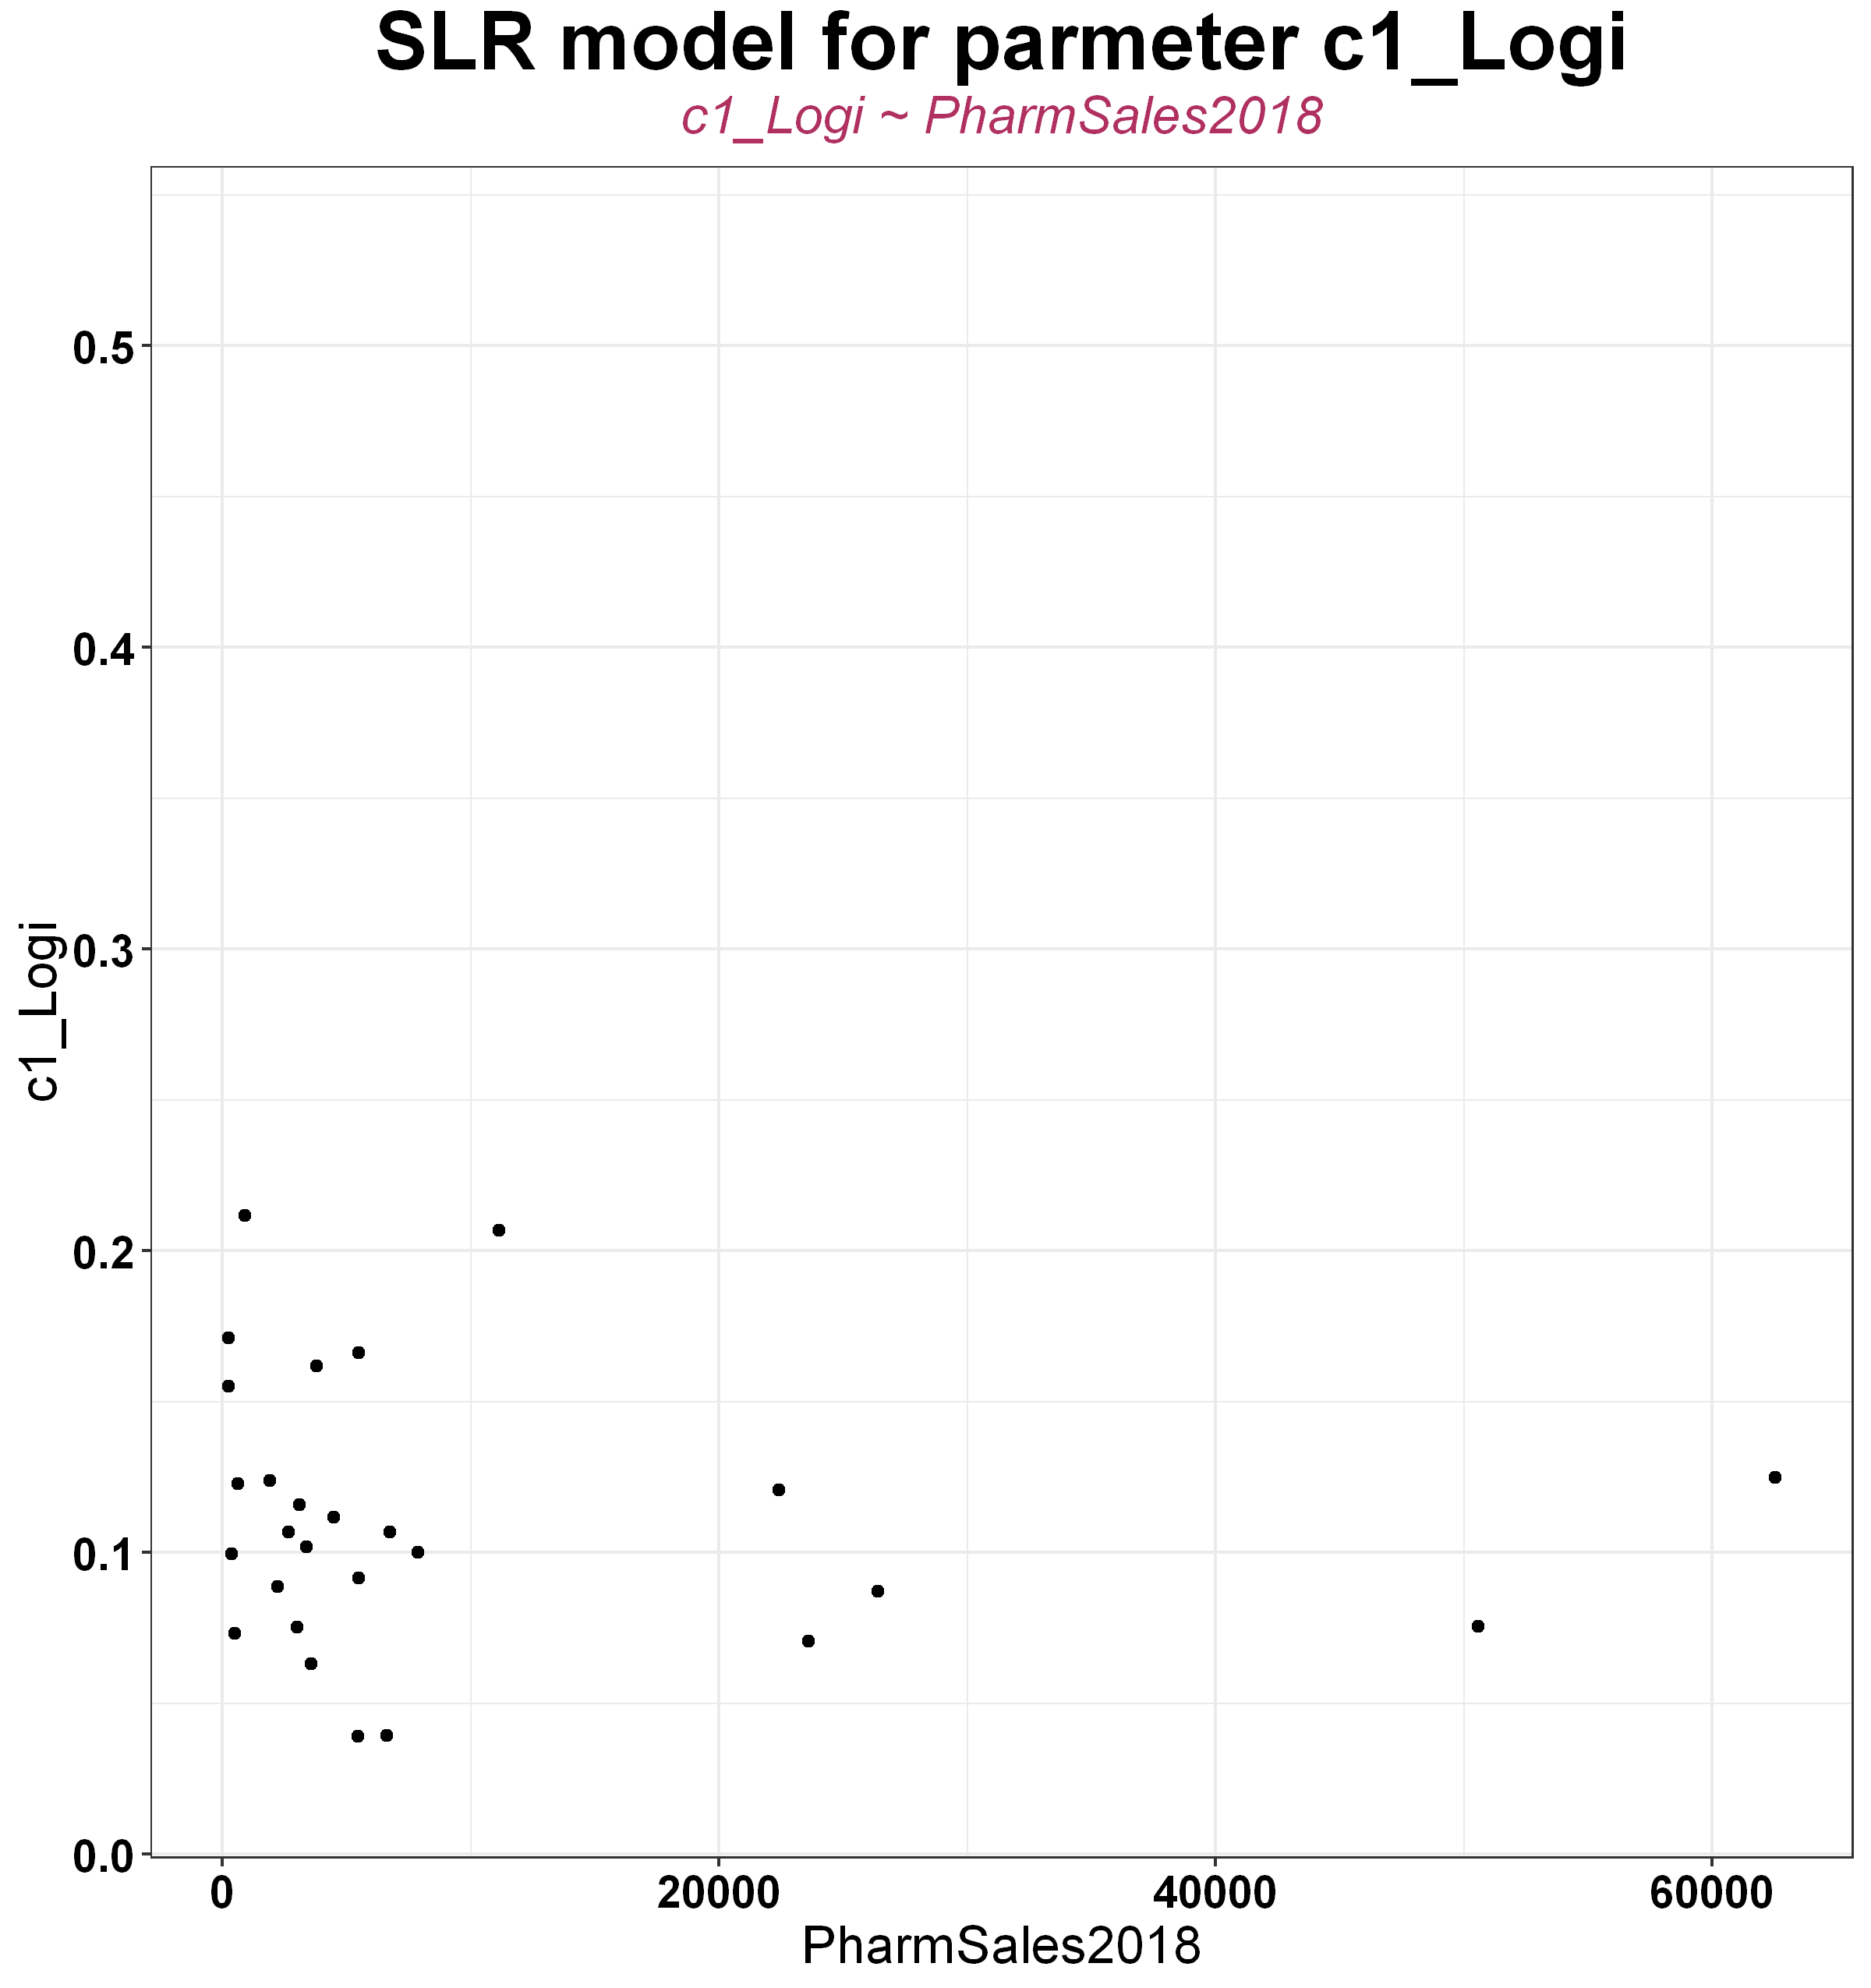 SLR model for parmeter c1_Logi
c1_Logi ~ PharmSales2018
0.5
0.4
0.3
0.2
0.1
0.0
c1_Logi
0 20000 40000 60000
PharmSales2018